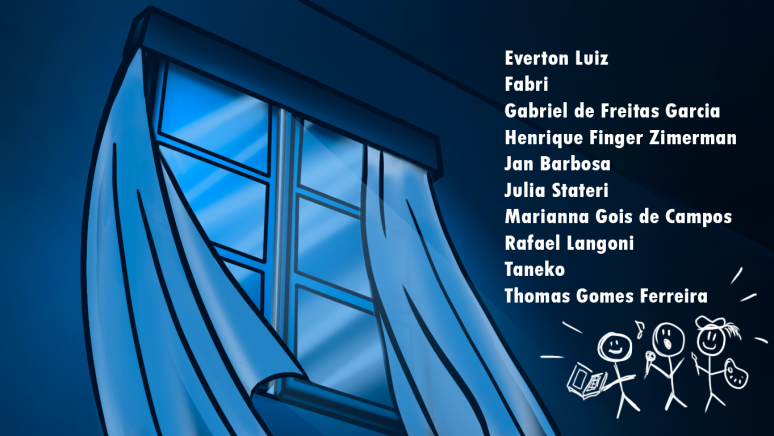 Everton Luiz
Fabri
Gabriel de Freitas Garcia
Henrique Finger Zimerman
Jan Barbosa
Julia Stateri
Marianna Gois de Campos
Rafael Langoni
Taneko
Thomas Gomes Ferreira